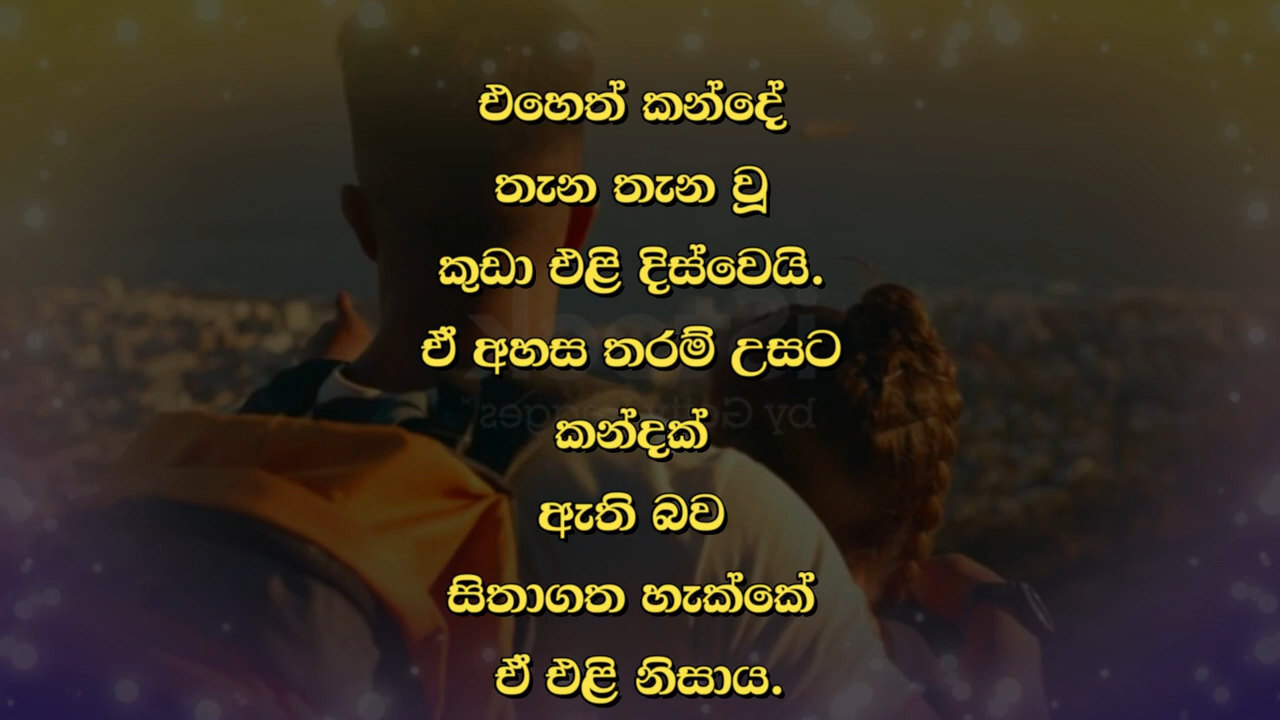 එහෙත් කන්දේ
තැන තැන වූ
කුඩා එළි දිස්වෙයි.
ඒ අහස තරම් උසට
කන්දක්
ඇති බව
සිතාගත හැක්කේ
ඒ එළි නිසාය.